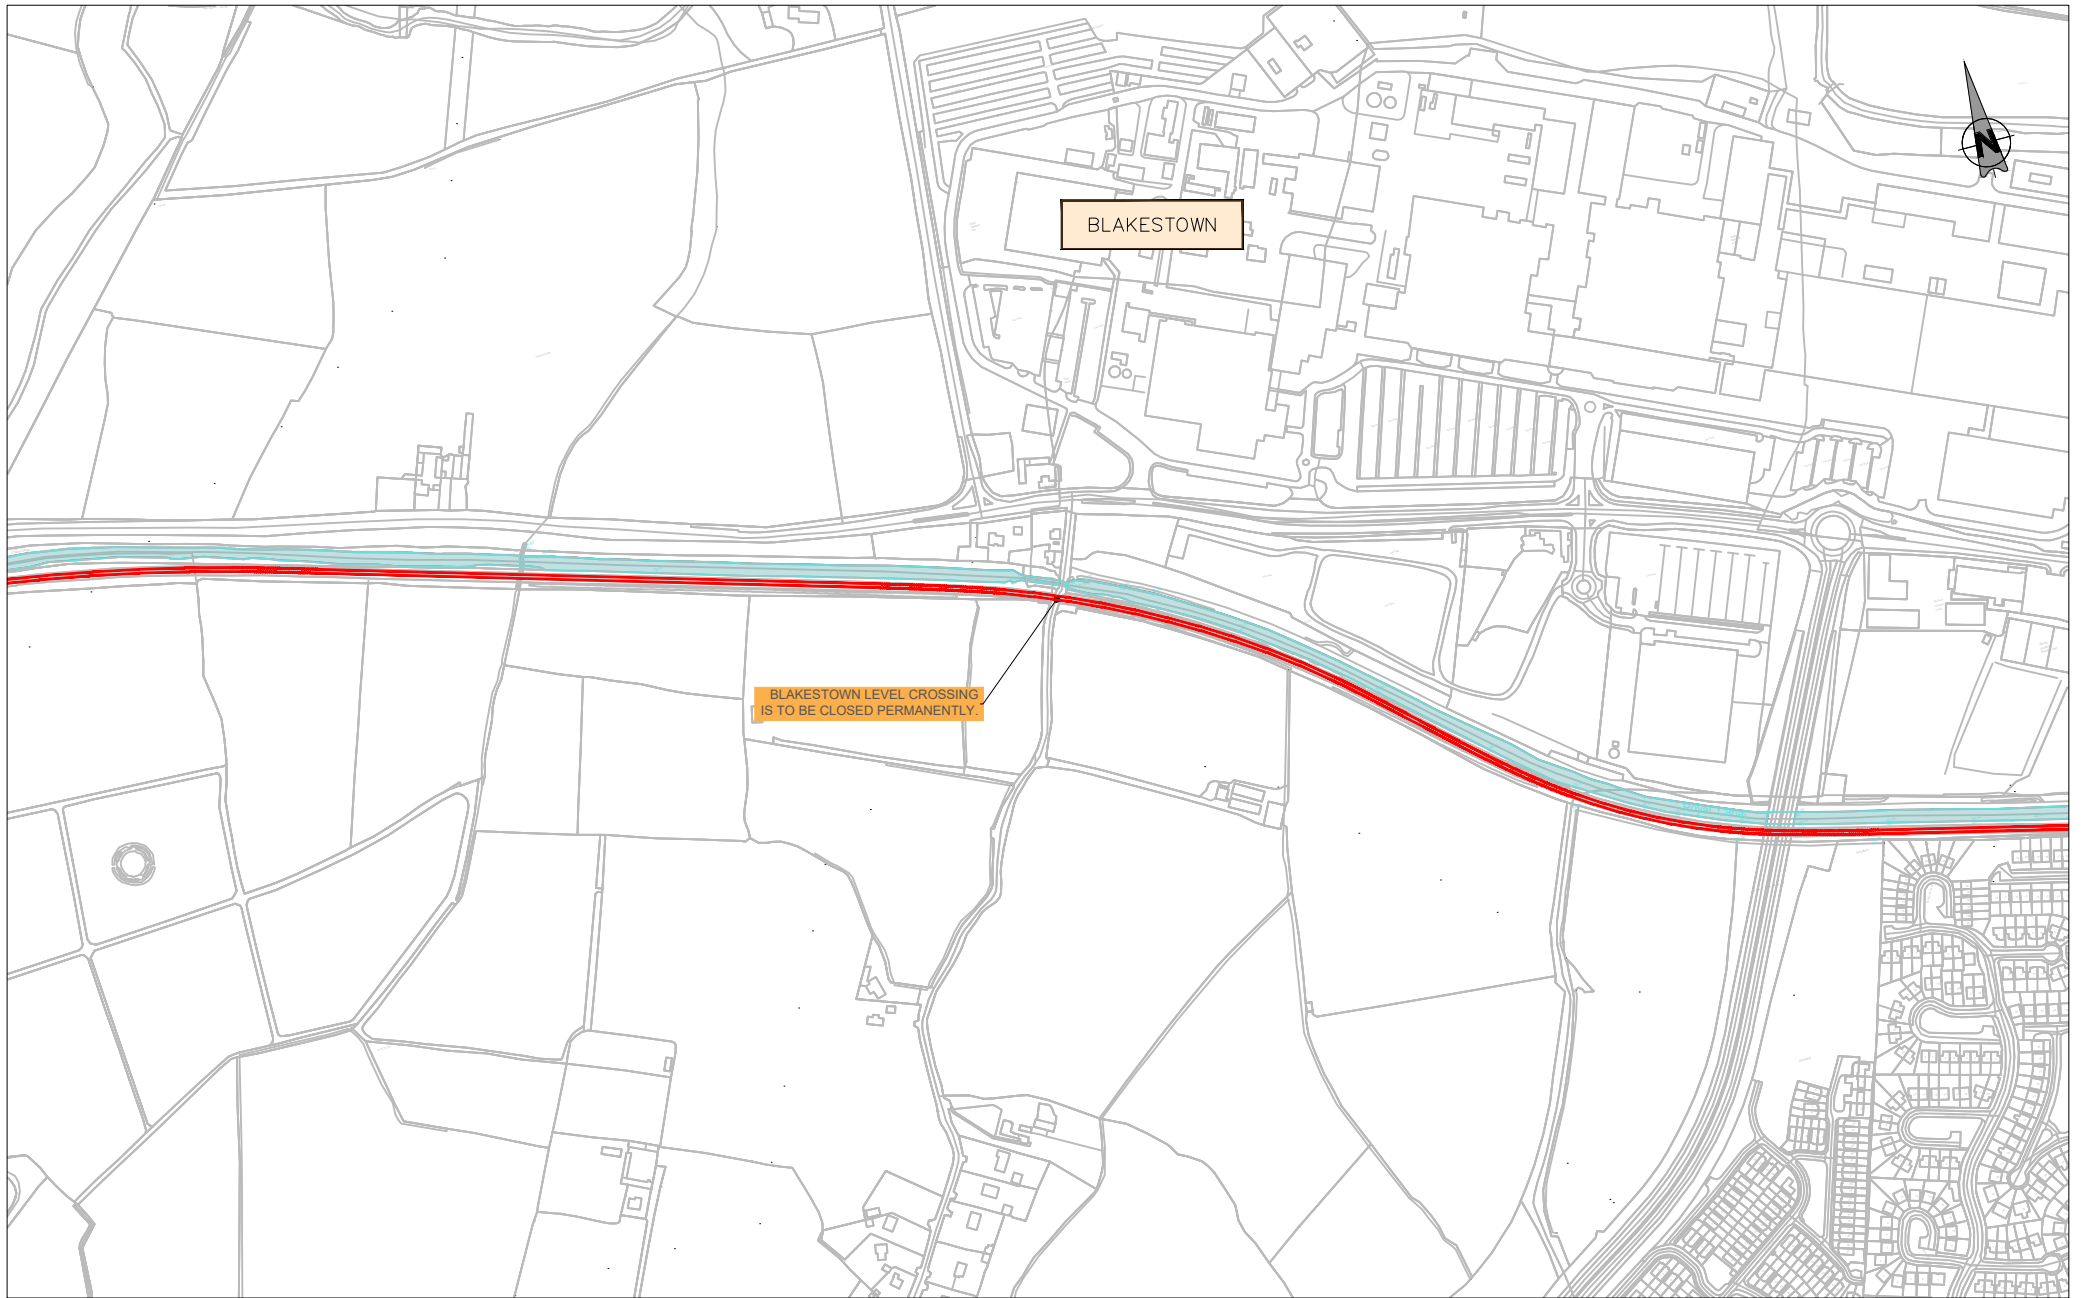 N
BLAKESTOWN
BLAKESTOWN LEVEL CROSSING
IS TO BE CLOSED PERMANENTLY.